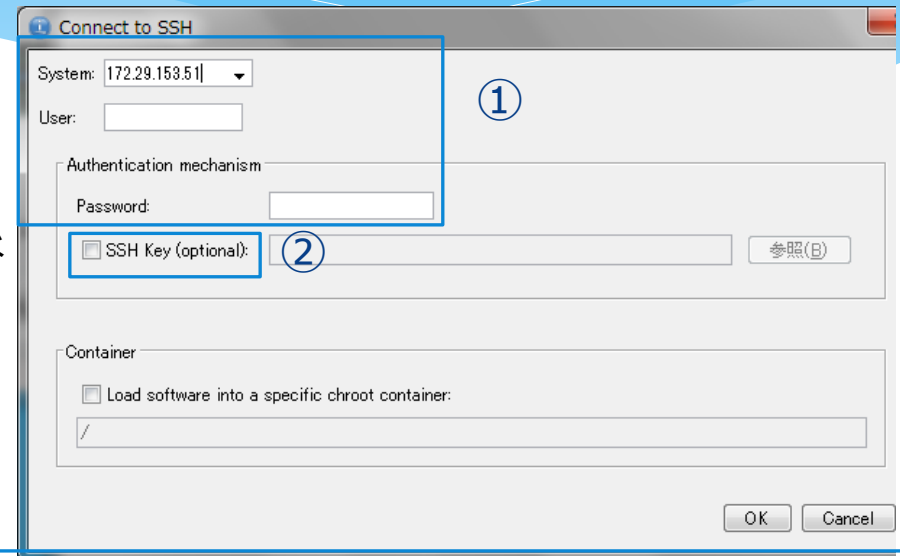 Connect to SSH
System: 172.29.153.51
①
User:
Authentication mechanism
Password:
SSH Key (optional):
②
参照(B)
Container
Load software into a specific chroot container:
/
OK
Cancel